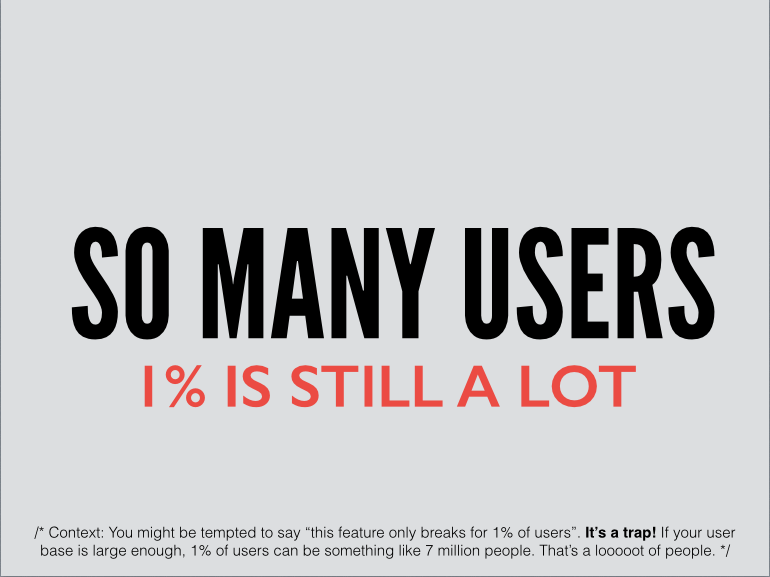 SO MANY USERS
1% IS STILL A LOT
/* Context: You might be tempted to say “this feature only breaks for 1% of users”. It’s a trap! If your user
base is large enough, 1% of users can be something like 7 million people. That’s a looooot of people. */